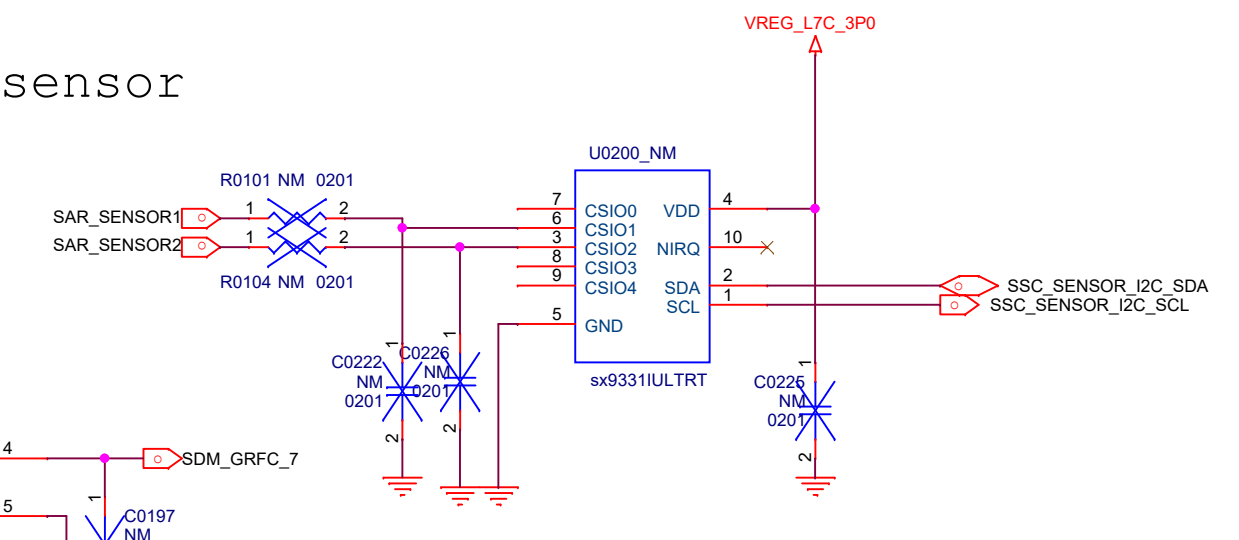 VREG_L7C_3P0
sensor
U0200_NM
R0101 NM 0201
SAR_SENSOR1
1
2
SAR_SENSOR2
1
2
R0104 NM 0201
7
6
3
8
9
5
CSIO0
CSIO1
CSIO2
CSIO3
CSIO4
GND
VDD
NIRQ
SDA
SCL
4
10
2
1
SSC_SENSOR_I2C_SDA
SSC_SENSOR_I2C_SCL
sx9331IULTRT
1
C0222
NM
0201
2
1
C0226
NM
0201
2
1
C0225
NM
0201
2
4
SDM_GRFC_7
5
1
C0197
NM